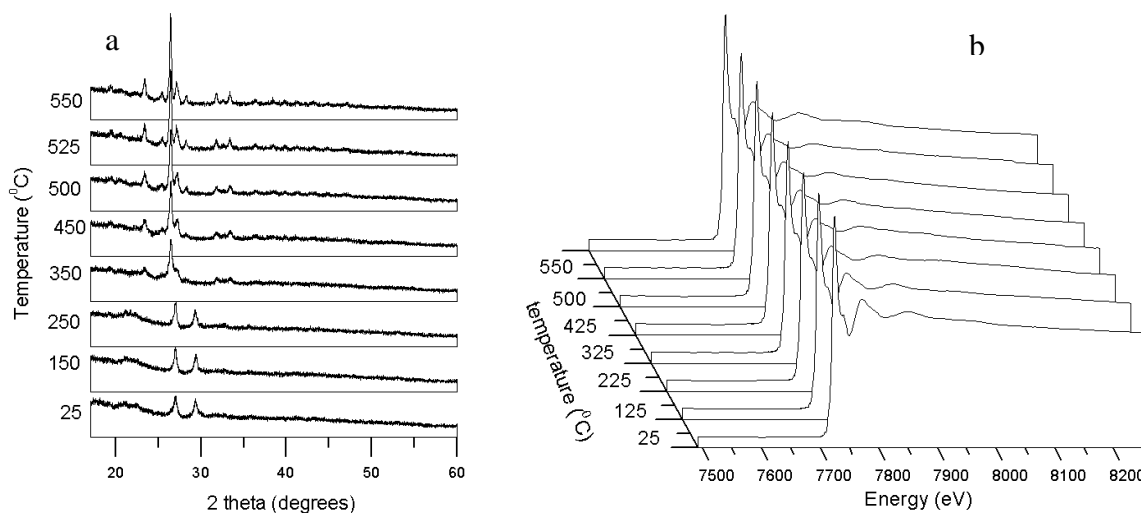 a
550
525
500
450
350
250
150
25
Temperature (⁰C)
20 30 40 50 60
2 theta (degrees)
b
550
500
425
325
225
125
25
temperature (⁰C)
7500 7600 7700 7800 7900 8000 8100 8200
Energy (eV)